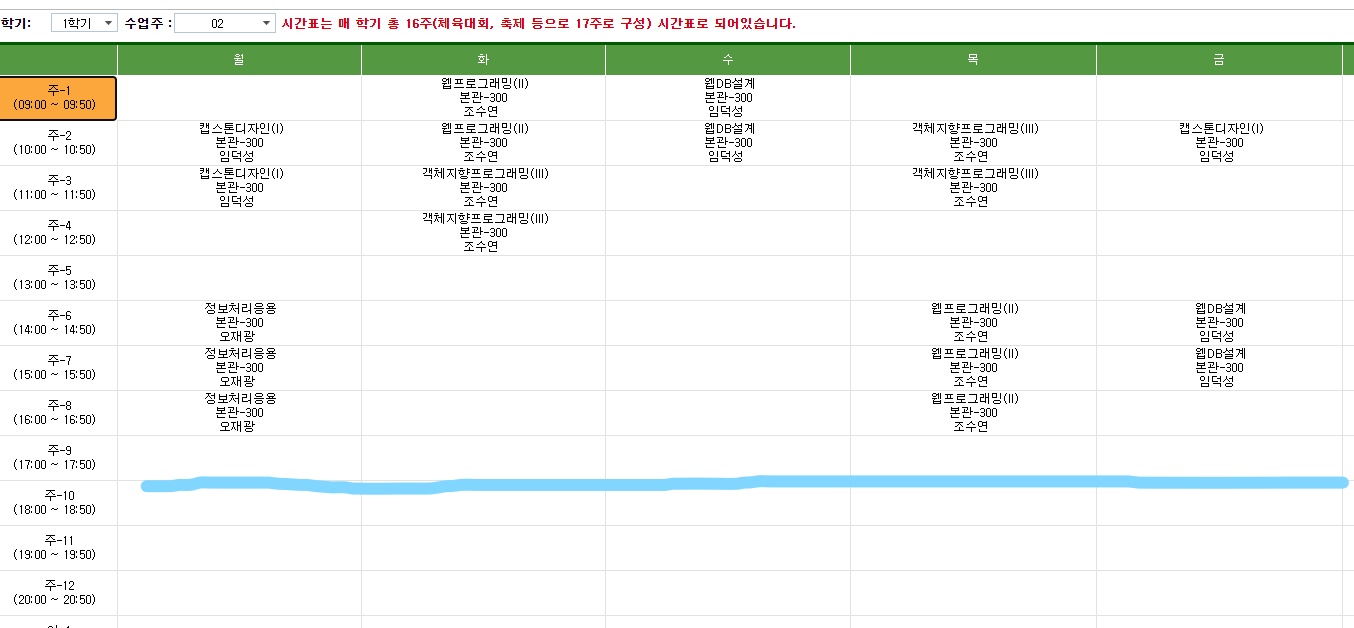 학기: 1학기 수업주 : 02 시간표는 매 학기 총 16주(체육대회, 축제 등으로 17주로 구성) 시간표로 되어있습니다.
월 화 수 목 금
주-1
(09:00 ~ 09:50)
웹프로그래밍(II)
본관-300
조수연
웹DB설계
본관-300
임덕성
주-2
(10:00 ~ 10:50)
캡스톤디자인(I)
본관-300
임덕성
웹프로그래밍(II)
본관-300
조수연
웹DB설계
본관-300
임덕성
객체지향프로그래밍(III)
본관-300
조수연
캡스톤디자인(I)
본관-300
임덕성
주-3
(11:00 ~ 11:50)
캡스톤디자인(I)
본관-300
임덕성
객체지향프로그래밍(III)
본관-300
조수연
객체지향프로그래밍(III)
본관-300
조수연
주-4
(12:00 ~ 12:50)
객체지향프로그래밍(III)
본관-300
조수연
주-5
(13:00 ~ 13:50)
주-6
(14:00 ~ 14:50)
정보처리응용
본관-300
오재광
웹프로그래밍(II)
본관-300
조수연
웹DB설계
본관-300
임덕성
주-7
(15:00 ~ 15:50)
정보처리응용
본관-300
오재광
웹프로그래밍(II)
본관-300
조수연
웹DB설계
본관-300
임덕성
주-8
(16:00 ~ 16:50)
정보처리응용
본관-300
오재광
웹프로그래밍(II)
본관-300
조수연
주-9
(17:00 ~ 17:50)
주-10
(18:00 ~ 18:50)
주-11
(19:00 ~ 19:50)
주-12
(20:00 ~ 20:50)